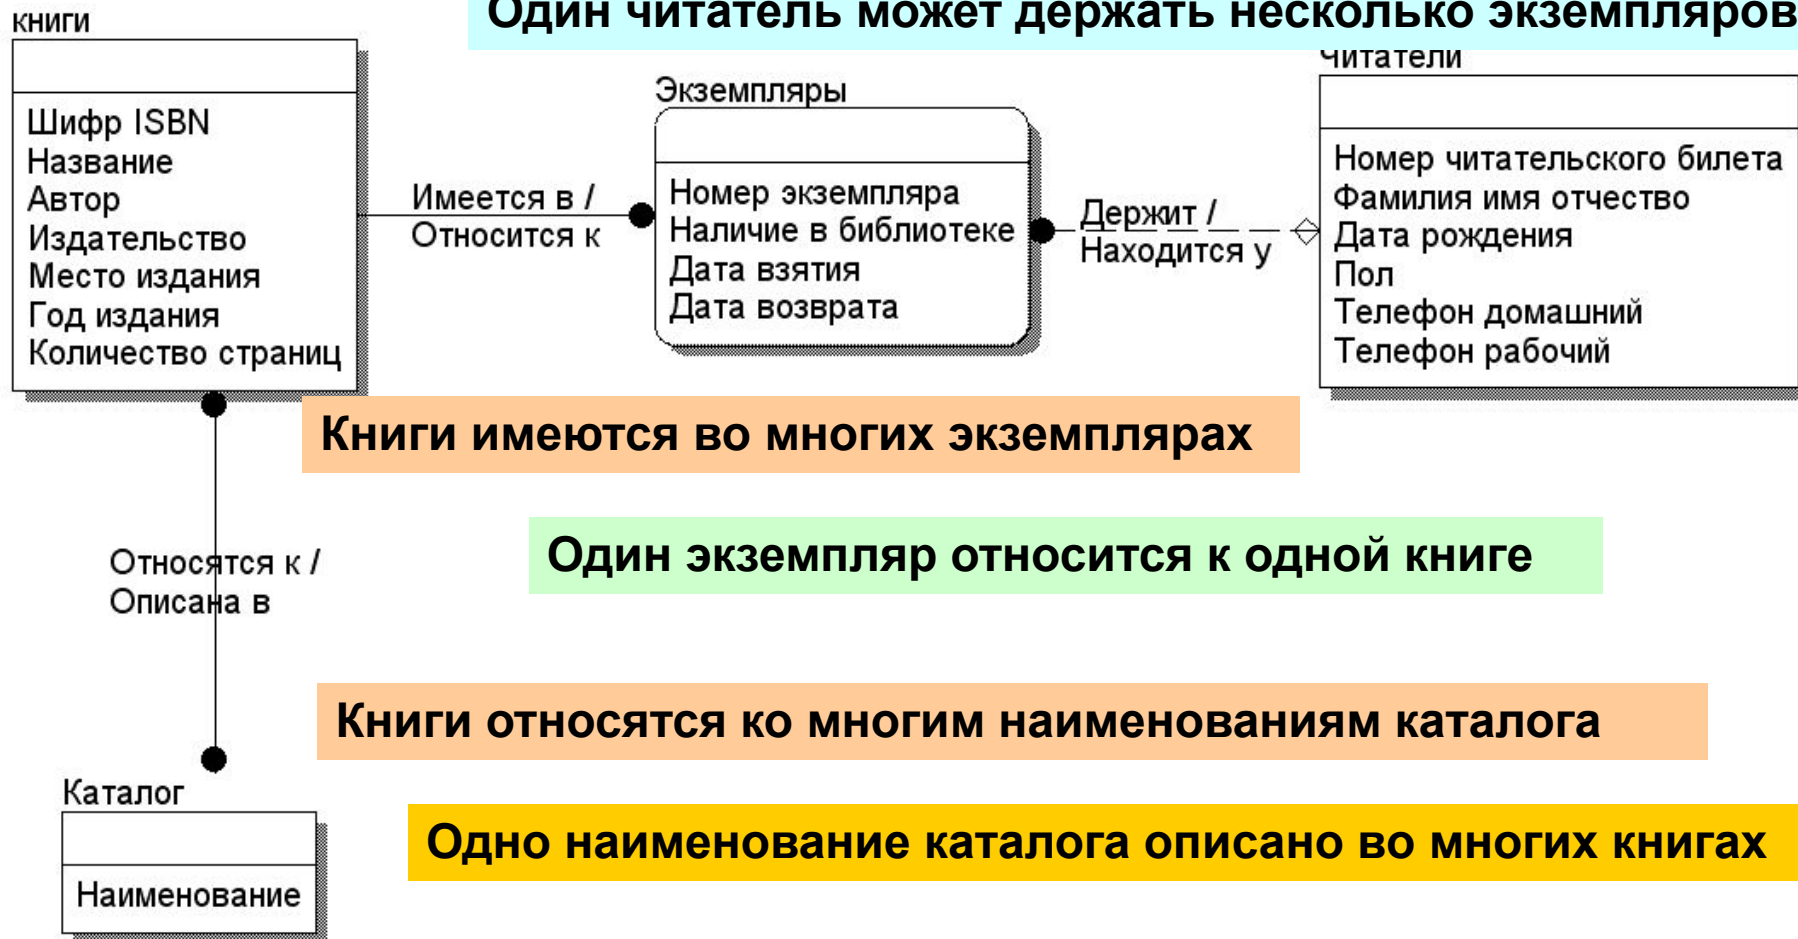 Один читатель может держать несколько экземпляров
книги
Шифр ISBN
Название
Автор
Издательство
Место издания
Год издания
Количество страниц
Имеется в /
Относится к
Экземпляры
Номер экземпляра
Наличие в библиотеке
Дата взятия
Дата возврата
Держит /
Находится у
Читатели
Номер читательского билета
Фамилия имя отчество
Дата рождения
Пол
Телефон домашний
Телефон рабочий
Книги имеются во многих экземплярах
Один экземпляр относится к одной книге
Относятся к /
Описана в
Книги относятся ко многим наименованиям каталога
Каталог
Наименование
Одно наименование каталога описано во многих книгах